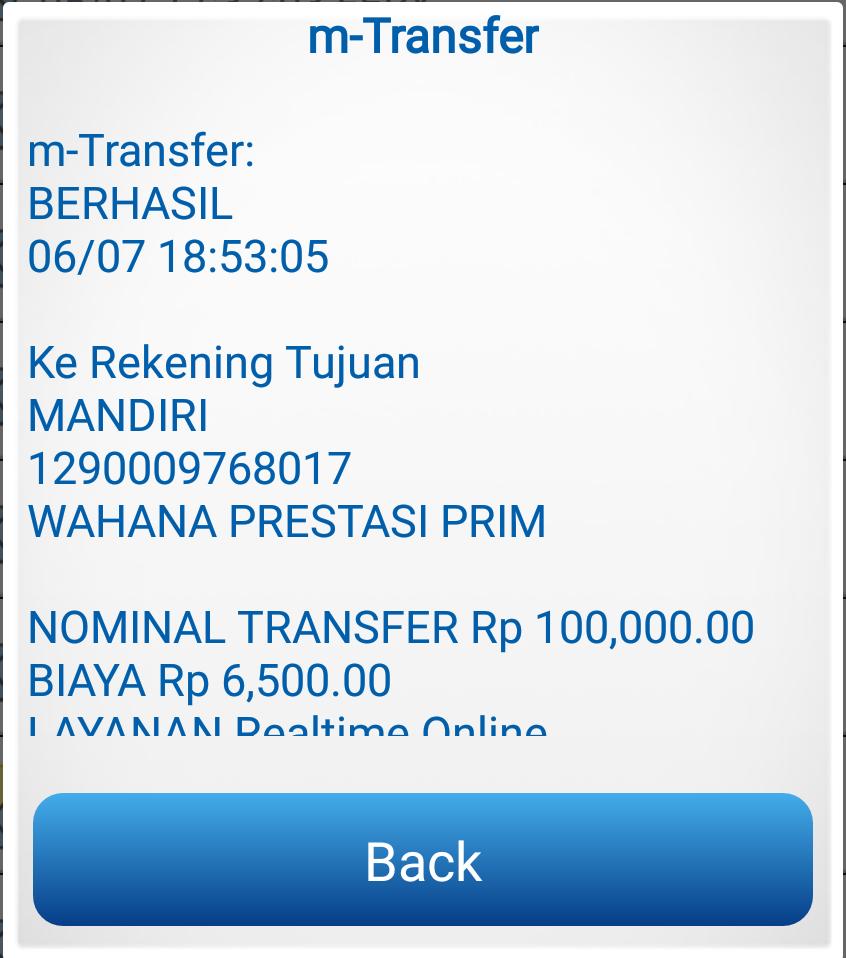 m-Transfer
m-Transfer:
BERHASIL
06/07 18:53:05
Ke Rekening Tujuan
MANDIRI
1290009768017
WAHANA PRESTASI PRIM
NOMINAL TRANSFER Rp 100,000.00
BIAYA Rp 6,500.00
LAYANAN Realtime Online
Back